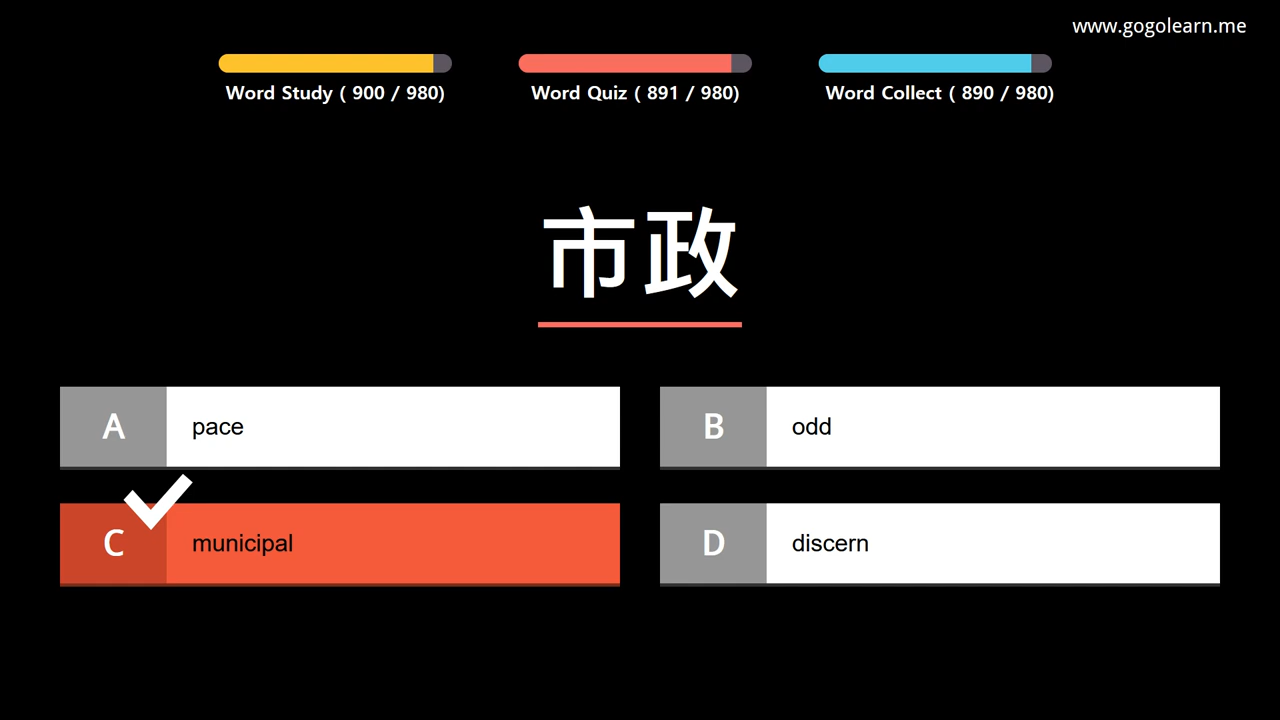 www.gogolearn.me
Word Study ( 900 / 980)
Word Quiz ( 891 / 980)
Word Collect ( 890 / 980)
市政
A pace
B odd
C municipal
D discern